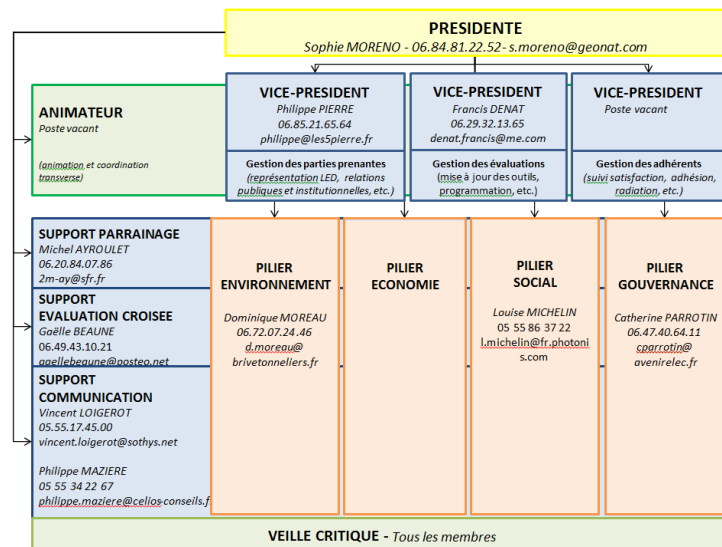 PRESIDENTE
Sophie MORENO - 06.84.81.22.52- s.moreno@geonat.com
ANIMATEUR
Poste vacant
(animation et coordination
transverse)
VICE-PRESIDENT
Philippe PIERRE
06.85.21.65.64
philippe@les5pierre.fr
Gestion des parties prenantes
(représentation LED, relations
publiques et institutionnelles, etc.)
VICE-PRESIDENT
Francis DENAT
06.29.32.13.65
denat.francis@me.com
Gestion des évaluations
(mise à jour des outils,
programmation, etc.)
VICE-PRESIDENT
Poste vacant
Gestion des adhérents
(suivi satisfaction, adhésion,
radiation, etc.)
SUPPORT PARRAINAGE
Michel AYROULET
06.20.84.07.86
2m-ay@sfr.fr
SUPPORT
EVALUATION CROISEE
Gaëlle BEAUNE
06.49.43.10.21
gaellebeaune@posteo.net
SUPPORT
COMMUNICATION
Vincent LOIGEROT
05.55.17.45.00
vincent.loigerot@sothys.net
Philippe MAZIERE
05 55 34 22 67
philippe.maziere@celios-conseils.f
PILIER
ENVIRONNEMENT
Dominique MOREAU
06.72.07.24.46
d.moreau@
brivetonneliers.fr
PILIER
ECONOMIE
PILIER
SOCIAL
Louise MICHELIN
05 55 86 37 22
l.michelin@fr.photoni
s.com
PILIER
GOUVERNANCE
Catherine PARROTIN
06.47.40.64.11
cparrotin@
avenirelec.fr
VEILLE CRITIQUE - Tous les membres